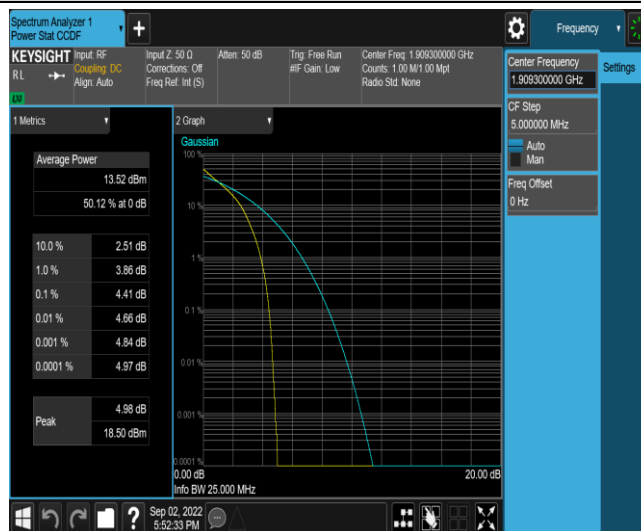 Spectrum Analyzer 1
Power Stat CCDF
Frequency
KEYSIGHT
RL
LXI
Input: RF
Coupling: DC
Align: Auto
Input Z: 50 Ω
Corrections: Off
Freq Ref: Int (S)
Atten: 50 dB
Trig: Free Run
#IF Gain: Low
Center Freq: 1.909300000 GHz
Counts: 1.00 M/1.00 Mpt
Radio Std: None
Center Frequency
1.909300000 GHz
Settings
CF Step
5.000000 MHz
Auto
Man
Freq Offset
0 Hz
1 Metrics
Average Power
13.52 dBm
50.12 % at 0 dB
10.0 % 2.51 dB
1.0 % 3.86 dB
0.1 % 4.41 dB
0.01 % 4.66 dB
0.001 % 4.84 dB
0.0001 % 4.97 dB
Peak
4.98 dB
18.50 dBm
2 Graph
Gaussian
100 %
10 %
1 %
0.1 %
0.01 %
0.001 %
0.0001 %
0.00 dB 20.00 dB
Info BW 25.000 MHz
?
Sep 02, 2022
5:52:33 PM